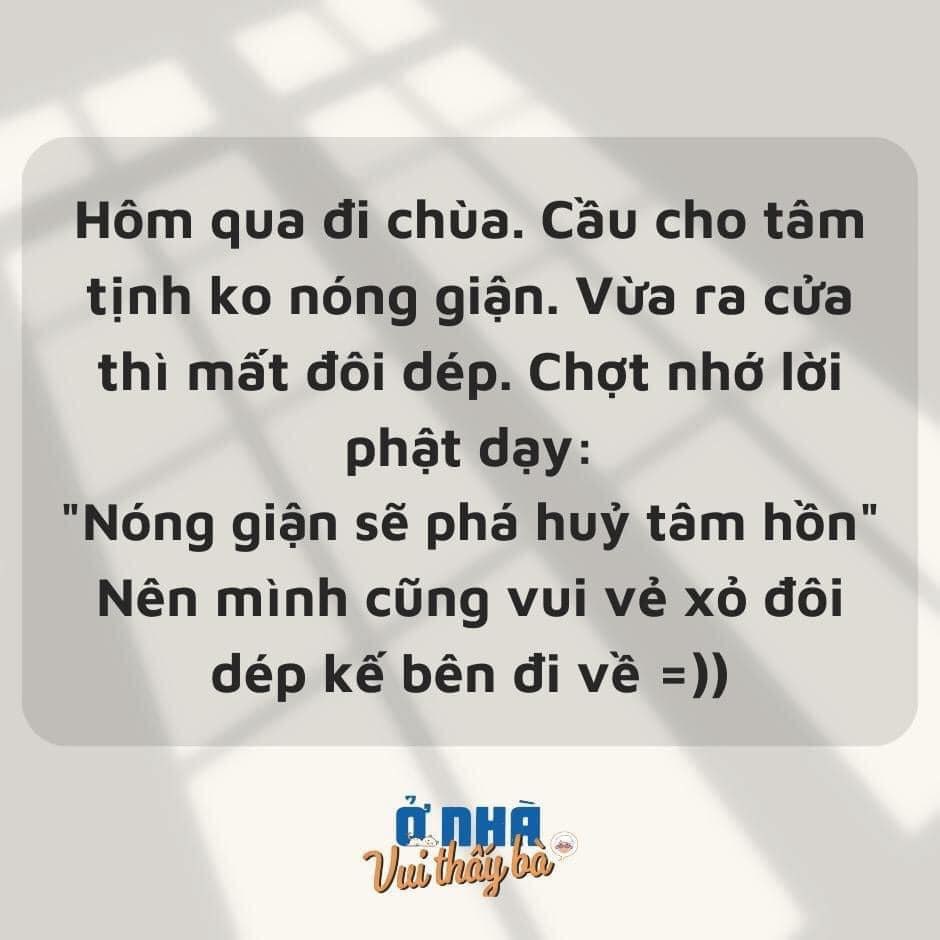 Hôm qua đi chùa. Cầu cho tâm
tịnh ko nóng giận. Vừa ra cửa
thì mất đôi dép. Chợt nhớ lời
phật dạy:
"Nóng giận sẽ phá huỷ tâm hồn"
Nên mình cũng vui vẻ xỏ đôi
dép kế bên đi về =))
Ở NHÀ
Vui thấy bà